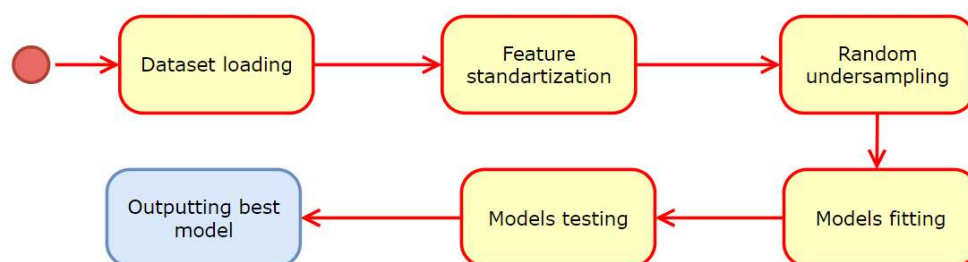 Dataset loading
Feature
standartization
Random
undersampling
Models fitting
Models testing
Outputting best
model